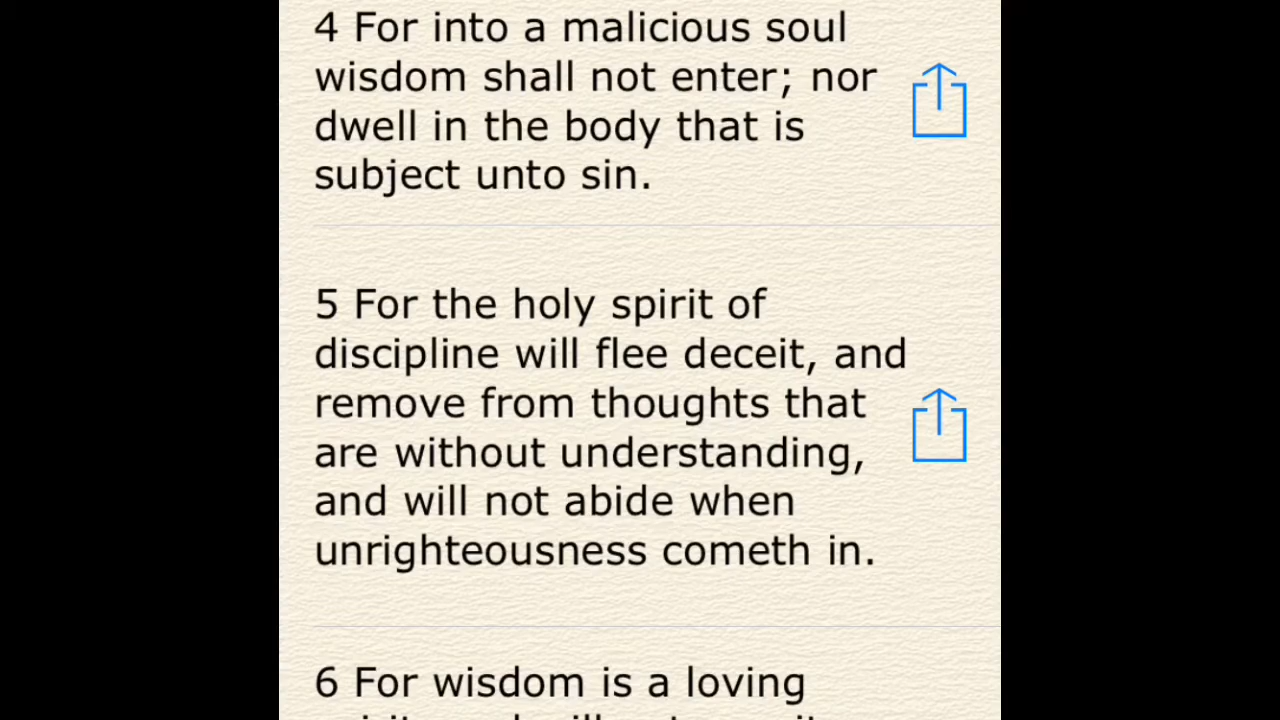 4 For into a malicious soul
wisdom shall not enter; nor
dwell in the body that is
subject unto sin.
5 For the holy spirit of
discipline will flee deceit, and
remove from thoughts that
are without understanding,
and will not abide when
unrighteousness cometh in.
6 For wisdom is a loving